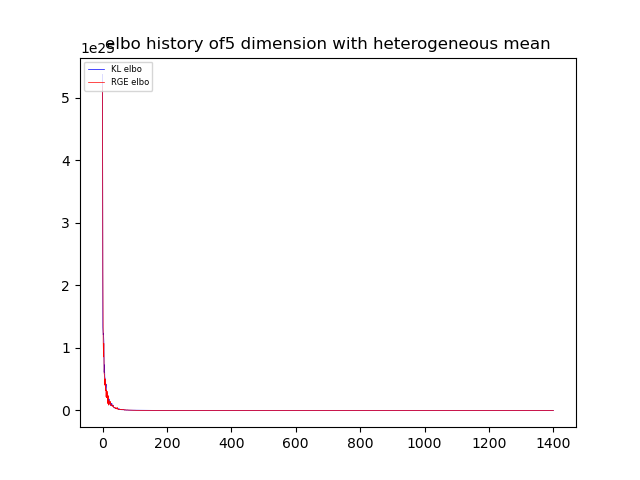 elbo history of5 dimension with heterogeneous mean
1e25
KL elbo
RGE elbo
5
4
3
2
1
0
0 200 400 600 800 1000 1200 1400